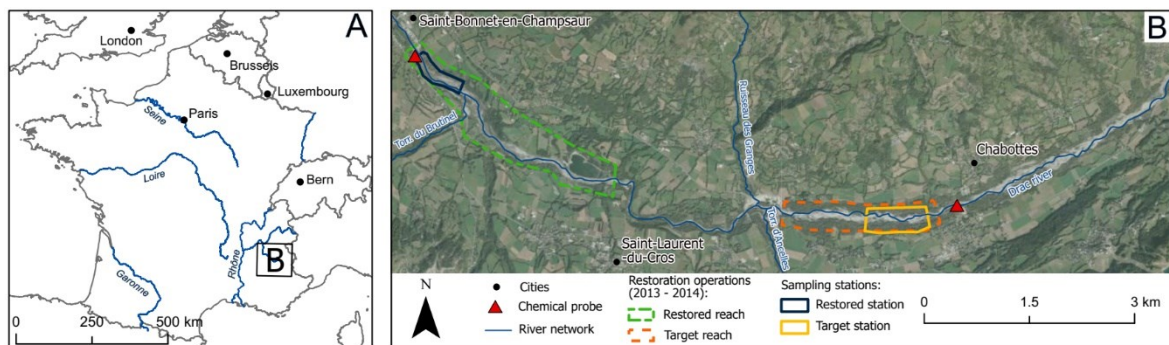 A
London
Brussels
Luxembourg
Paris
Seine
Loire
Bern
Rhône
B
Garonne
0 250 500 km
B
Saint-Bonnet-en-Champsaur
Torr. du Brutinel
Ruisseau des Granges
Chabottes
Drac river
Torr. d'Ancelles
Saint-Laurent
-du-Cros
N
Cities
Chemical probe
River network
Restoration operations
(2013 - 2014):
Restored reach
Target reach
Sampling stations:
Restored station
Target station
0 1.5 3 km